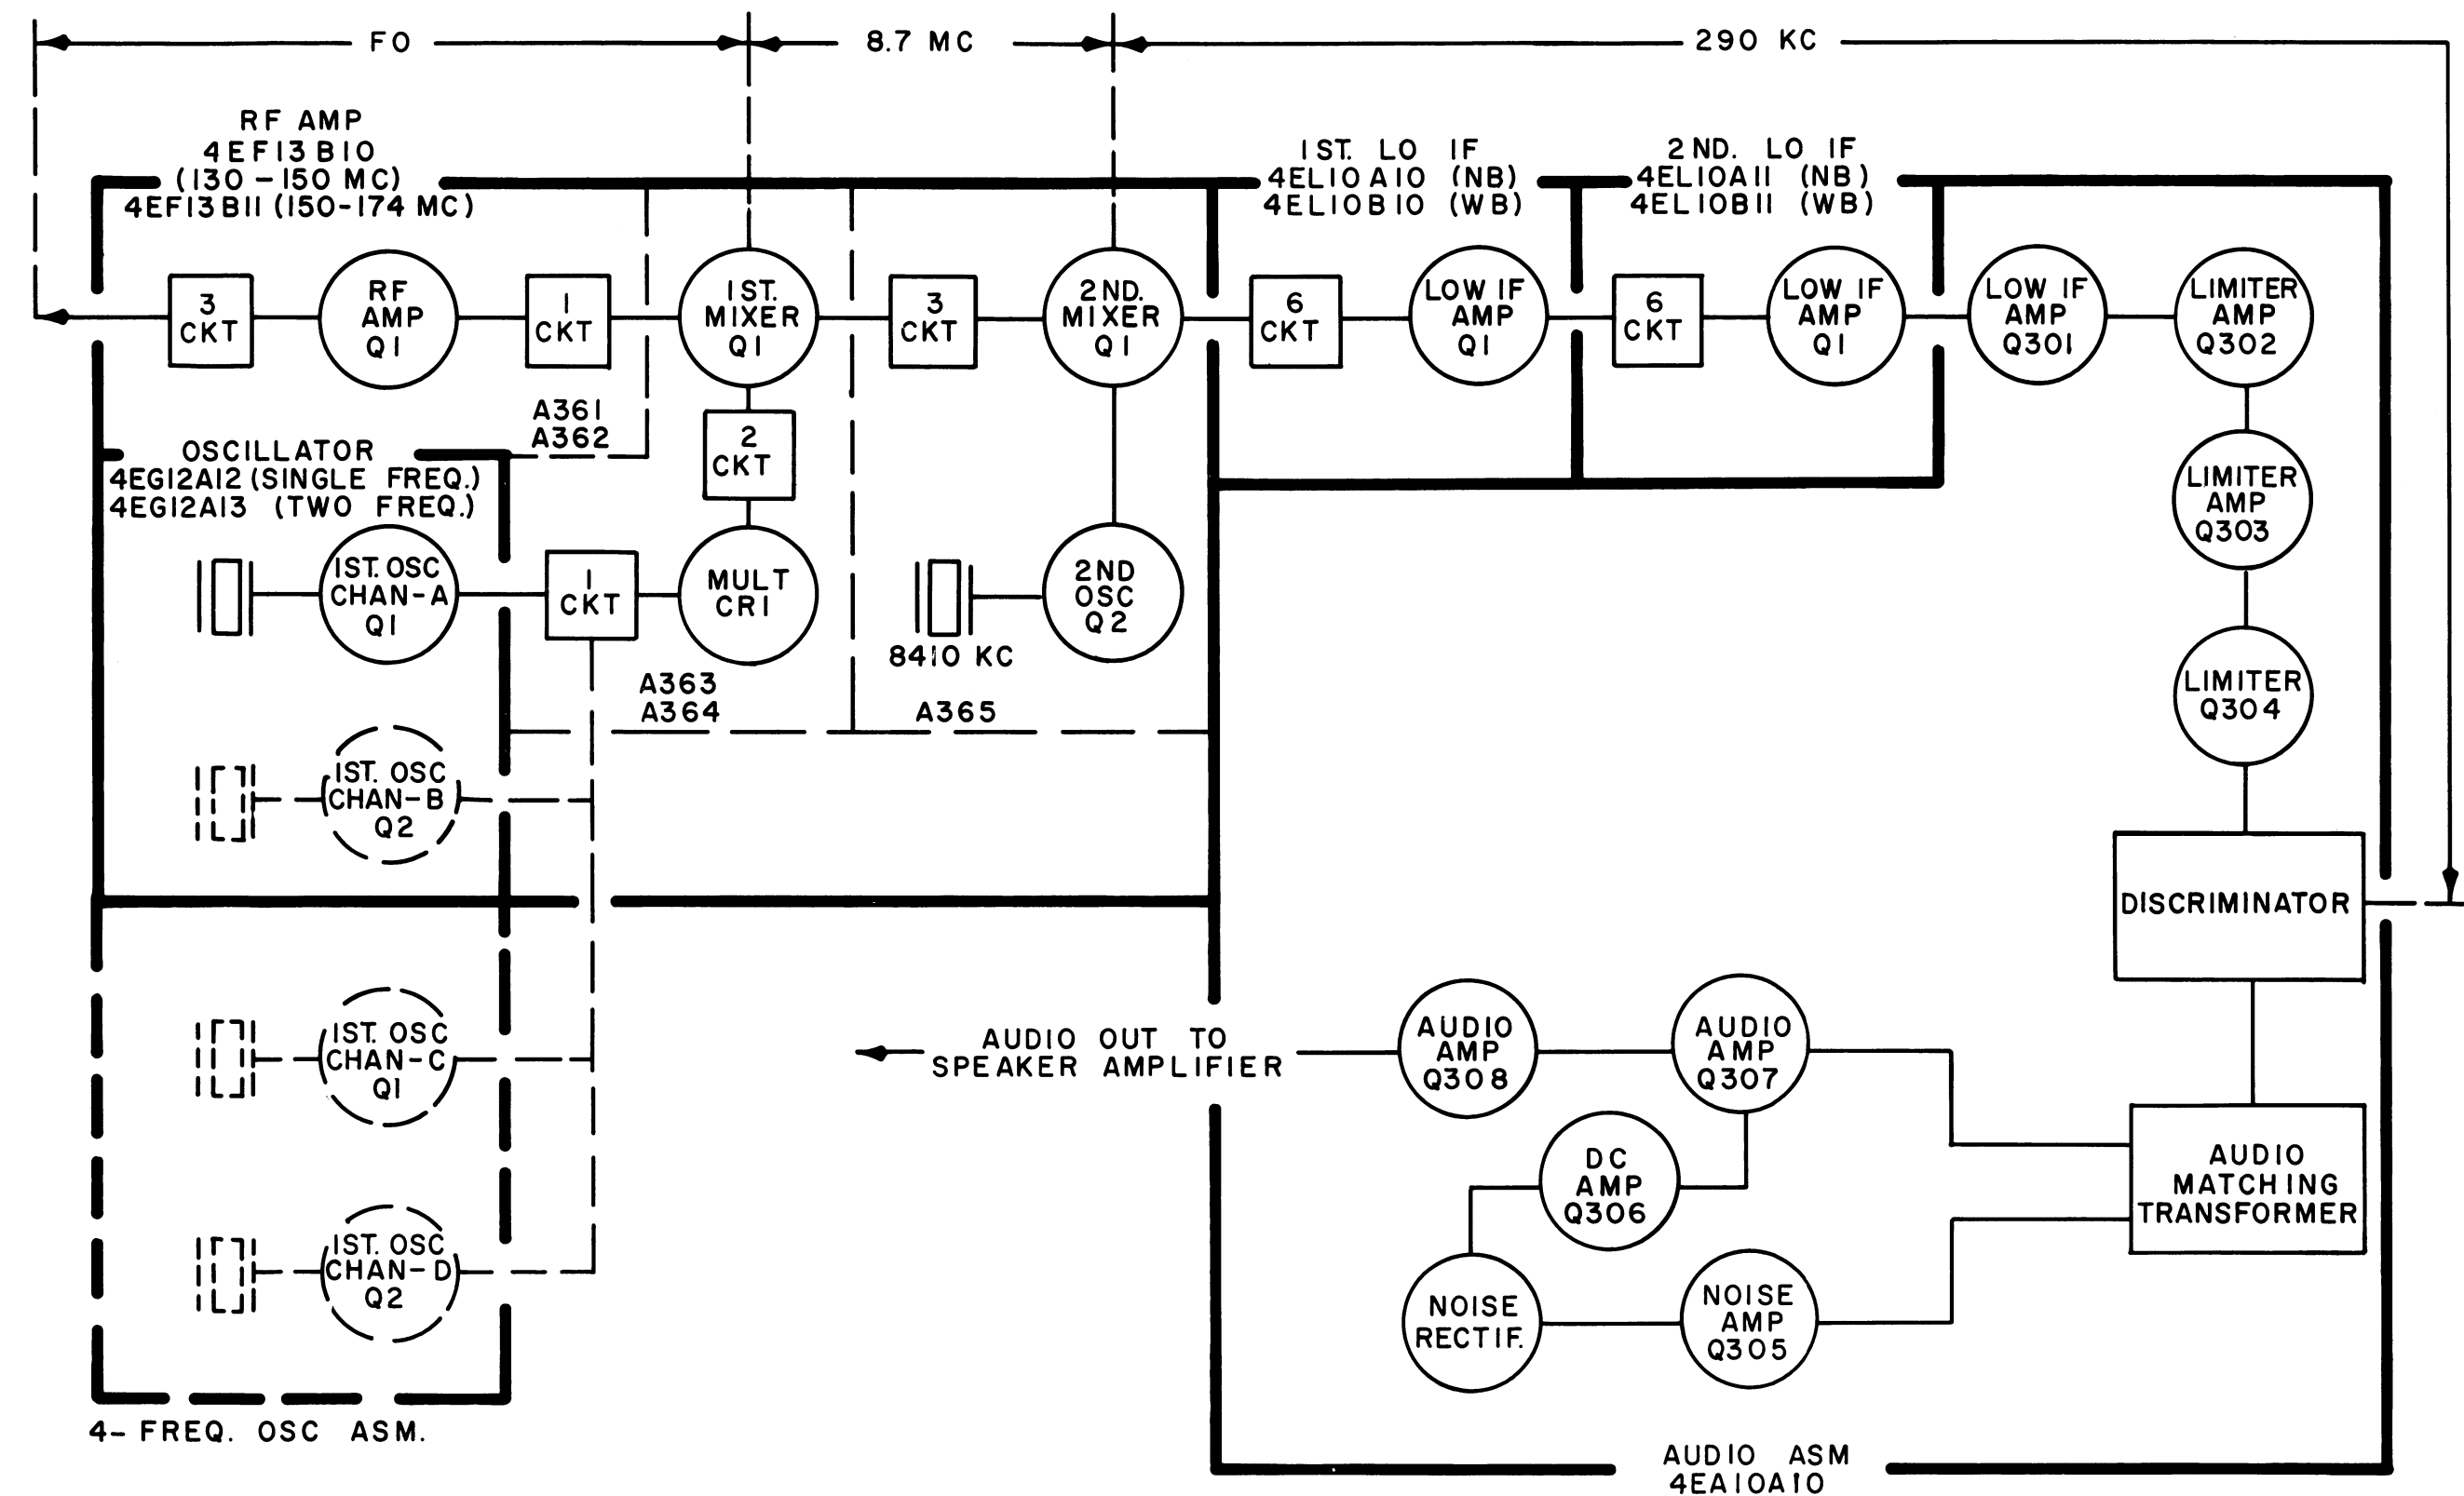 FO
8.7 MC
290 KC
RF AMP
4EF13B10
(130-150 MC)
4EF13B11 (150-174 MC)
1ST. LO IF
4EL10A10 (NB)
4EL10B10 (WB)
2ND. LO IF
4EL10A11 (NB)
4EL10B11 (WB)
3
CKT
RF
AMP
Q1
1
CKT
1ST.
MIXER
Q1
3
CKT
2ND.
MIXER
Q1
6
CKT
LOW IF
AMP
Q1
6
CKT
LOW IF
AMP
Q1
LOW IF
AMP
Q301
LIMITER
AMP
Q302
A361
A362
2
CKT
OSCILLATOR
4EG12A12 (SINGLE FREQ.)
4EG12A13 (TWO FREQ.)
LIMITER
AMP
Q303
1ST. OSC
CHAN-A
Q1
1
CKT
MULT
CR1
2ND
OSC
Q2
8410 KC
A363
A364
A365
LIMITER
Q304
1ST. OSC
CHAN-B
Q2
DISCRIMINATOR
1ST. OSC
CHAN-C
Q1
AUDIO OUT TO
SPEAKER AMPLIFIER
AUDIO
AMP
Q308
AUDIO
AMP
Q307
DC
AMP
Q306
AUDIO
MATCHING
TRANSFORMER
1ST. OSC
CHAN-D
Q2
NOISE
RECTIF.
NOISE
AMP
Q305
4-FREQ. OSC ASM.
AUDIO ASM
4EA10A10